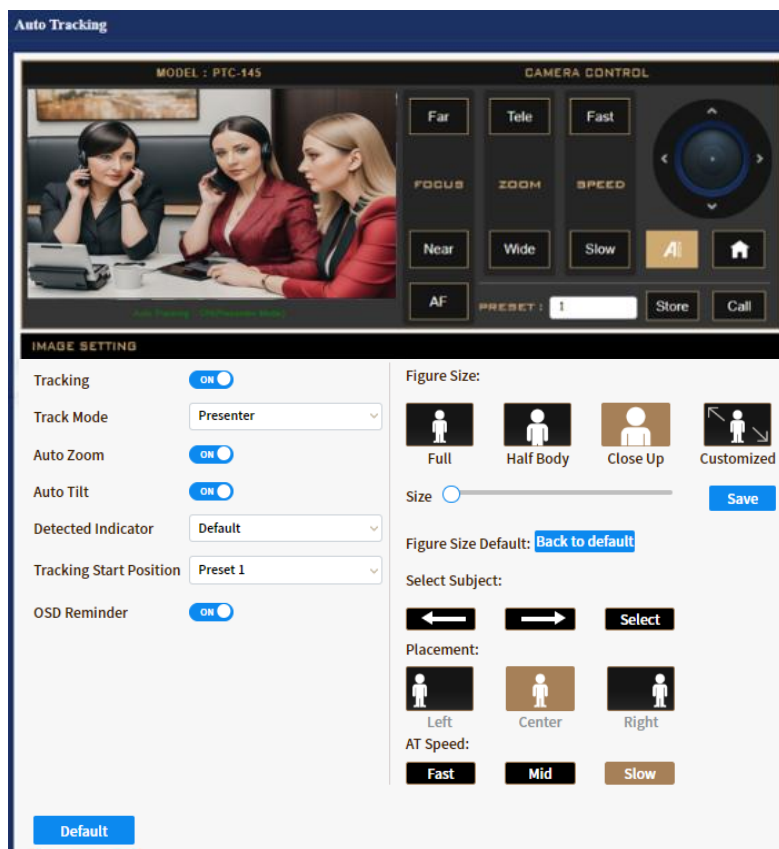 Auto Tracking
MODEL : PTC-145
CAMERA CONTROL
Far Tele Fast
FOCUS ZOOM SPEED
Near Wide Slow
AF PRESET : 1 Store Call
IMAGE SETTING
Tracking ON
Track Mode Presenter
Auto Zoom ON
Auto Tilt ON
Detected Indicator Default
Tracking Start Position Preset 1
OSD Reminder ON
Default
Figure Size:
Full Half Body Close Up Customized
Size Save
Figure Size Default: Back to default
Select Subject:
Select
Placement:
Left Center Right
AT Speed:
Fast Mid Slow